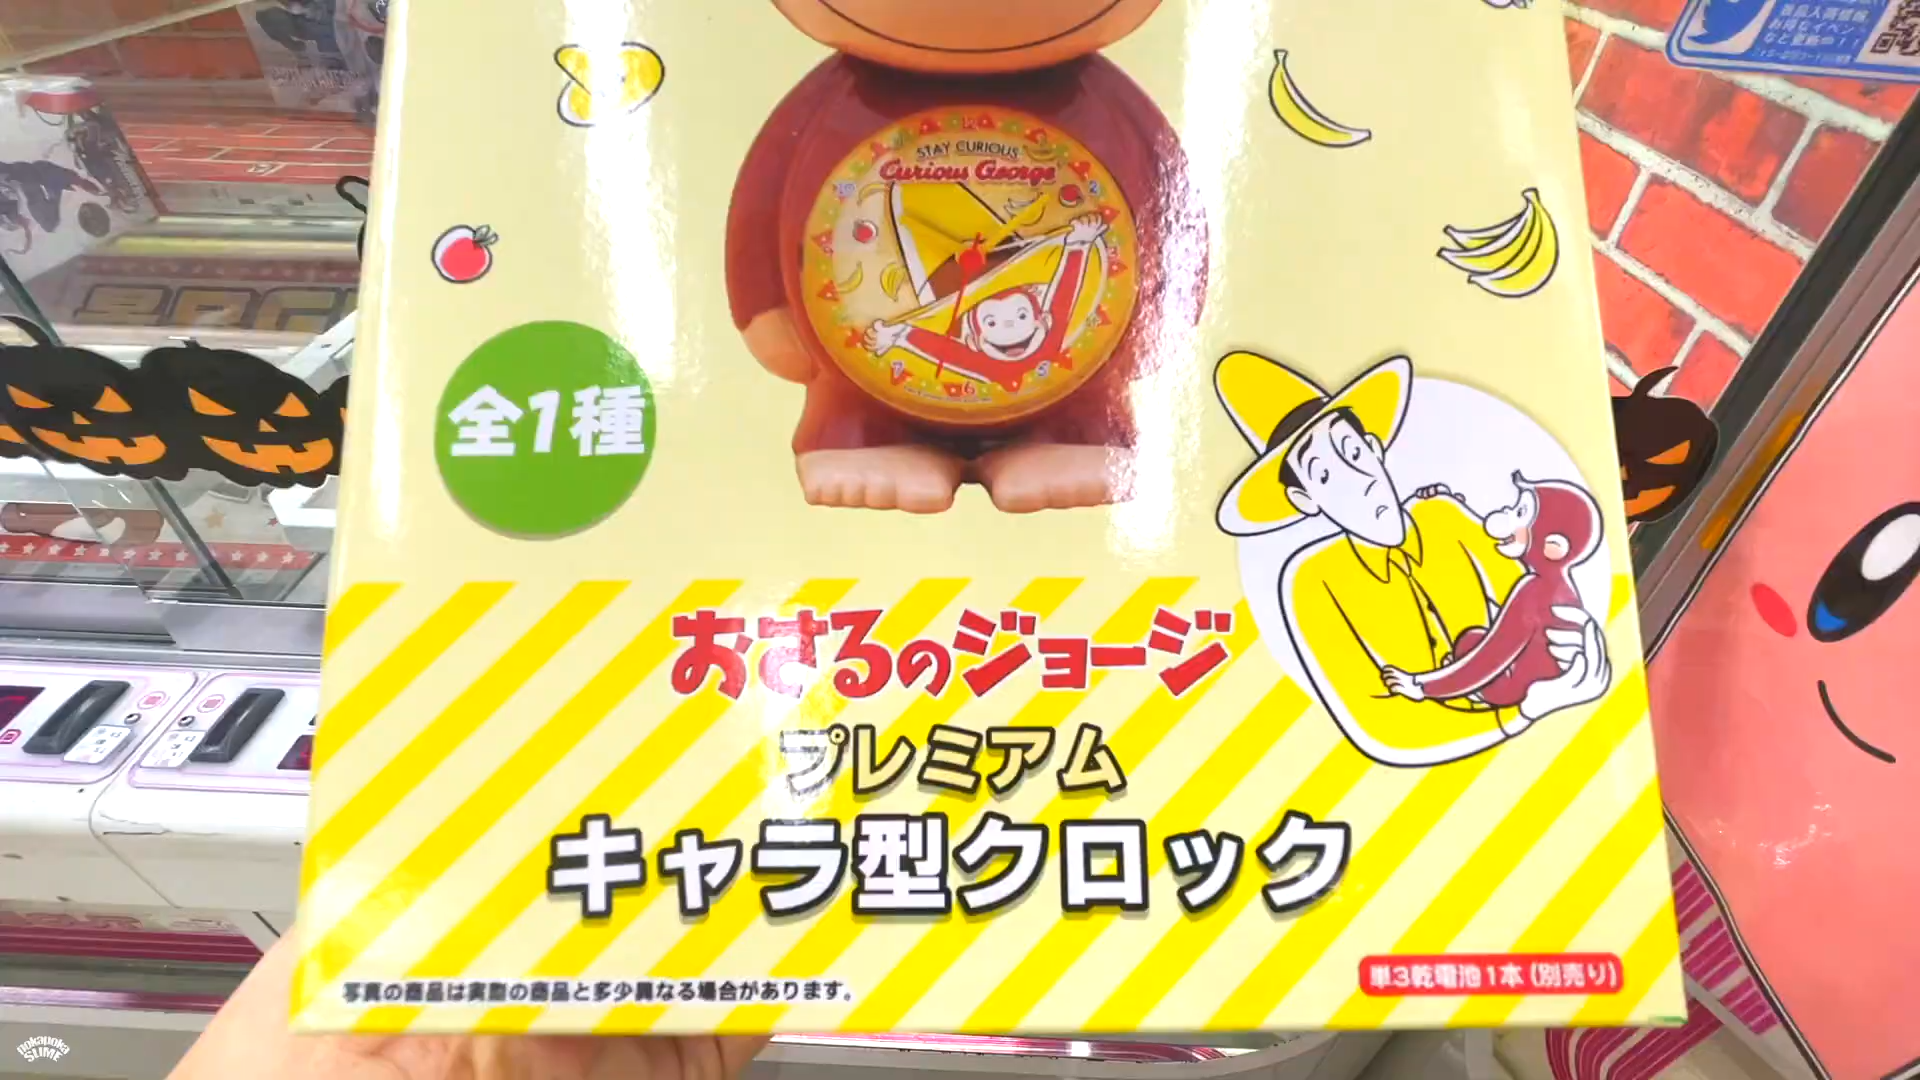 STAY CURIOUS
Curious George
全1種
おさるのジョージ
プレミアム
キャラ型クロック
写真の商品は実際の商品と多少異なる場合があります。
単3乾電池1本(別売り)
pokapoka
SLIME